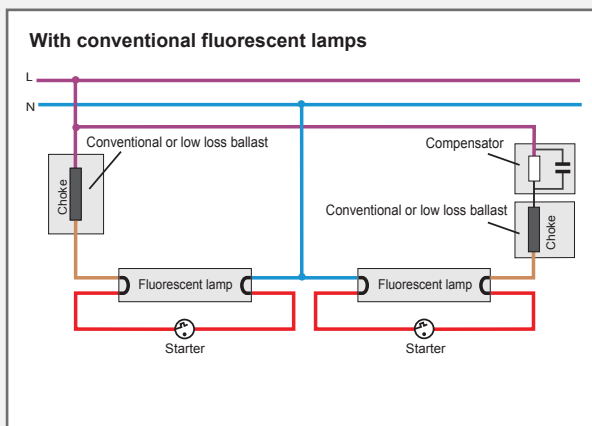 With conventional fluorescent lamps
L
N
Conventional or low loss ballast
Compensator
Choke
Conventional or low loss ballast
Choke
Fluorescent lamp
Fluorescent lamp
Starter
Starter